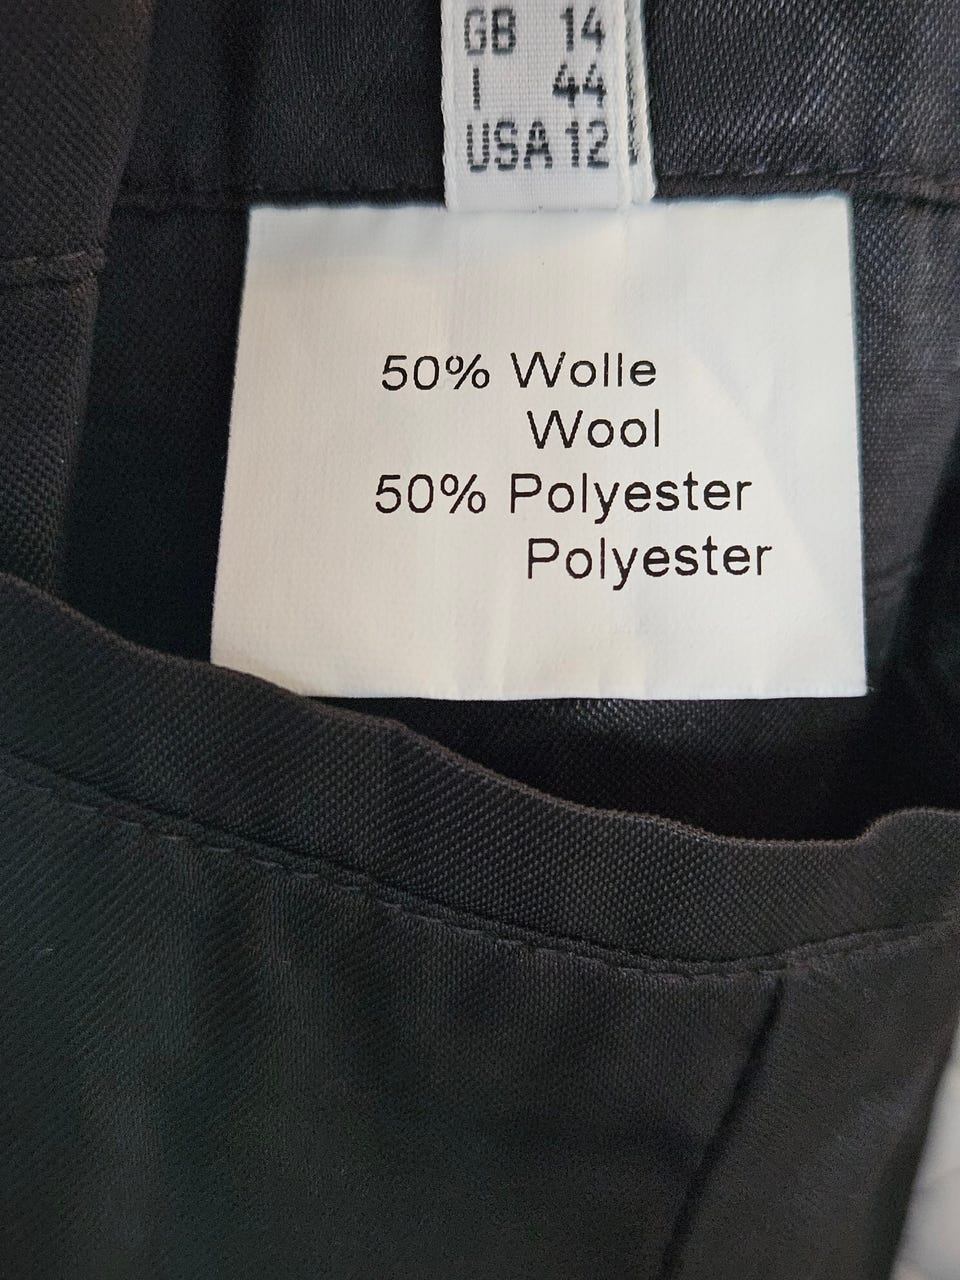 GB 14
I 44
USA 12
50% Wolle
Wool
50% Polyester
Polyester